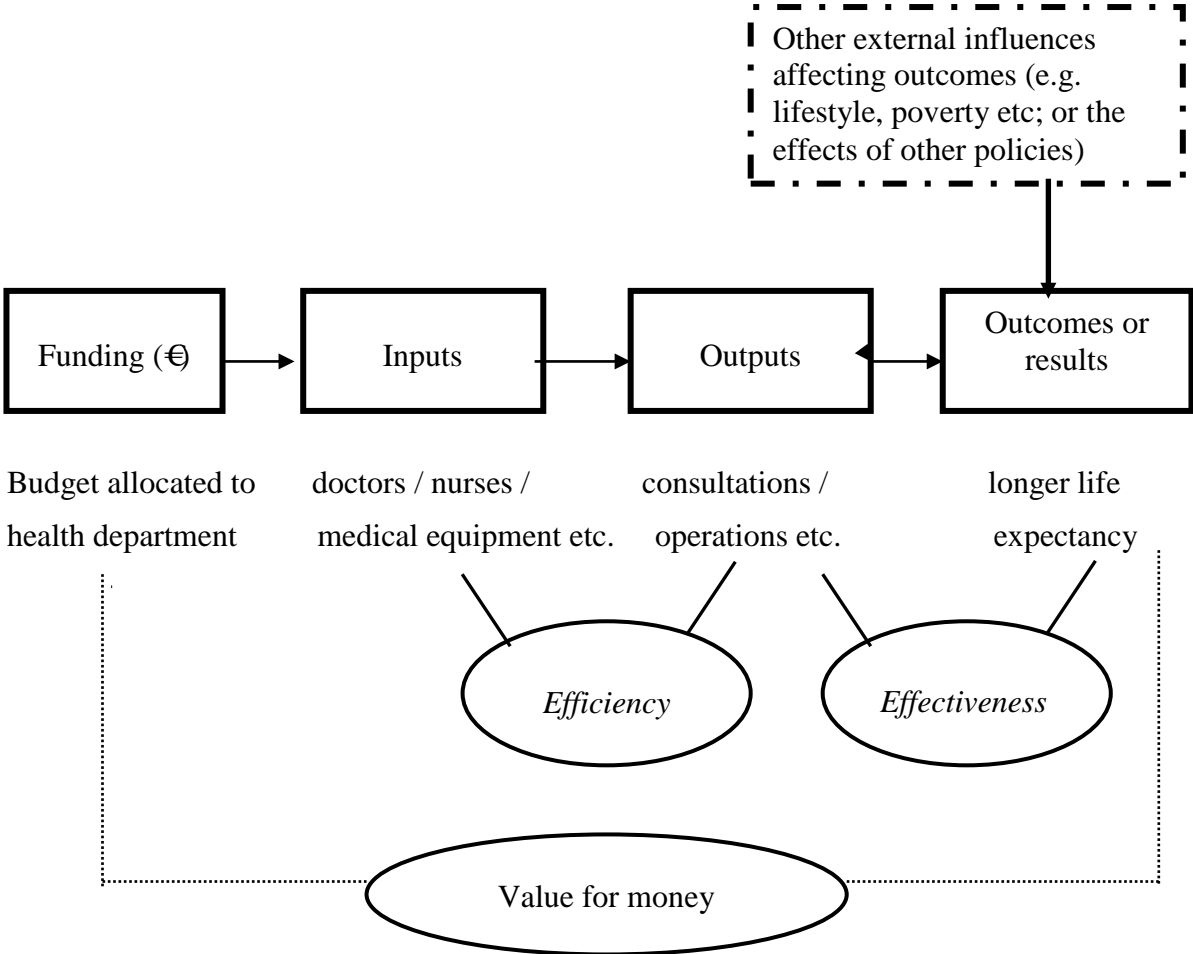 Other external influences
affecting outcomes (e.g.
lifestyle, poverty etc; or the
effects of other policies)
Funding (€)
Inputs
Outputs
Outcomes or
results
Budget allocated to
health department
doctors / nurses /
medical equipment etc.
consultations /
operations etc.
longer life
expectancy
Efficiency
Effectiveness
Value for money